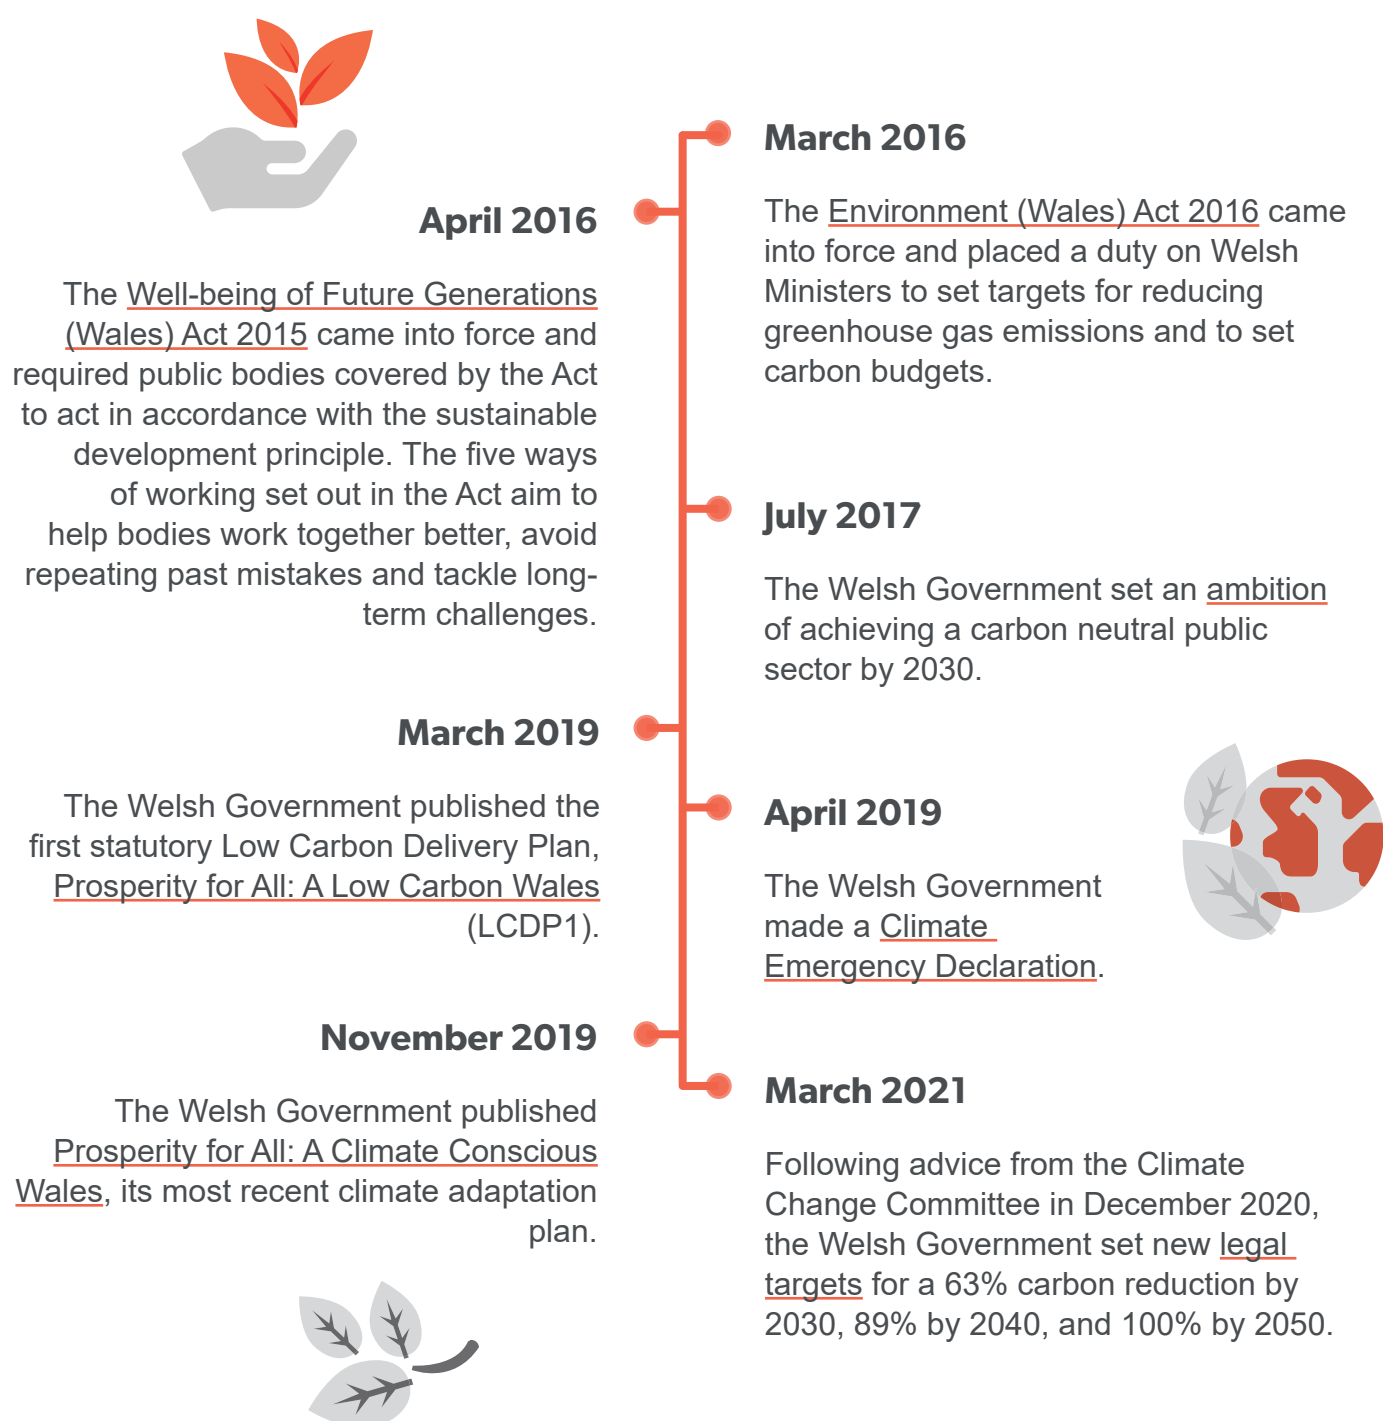 March 2016
The Environment (Wales) Act 2016 came
into force and placed a duty on Welsh
Ministers to set targets for reducing
greenhouse gas emissions and to set
carbon budgets.
April 2016
The Well-being of Future Generations
(Wales) Act 2015 came into force and
required public bodies covered by the Act
to act in accordance with the sustainable
development principle. The five ways
of working set out in the Act aim to
help bodies work together better, avoid
repeating past mistakes and tackle long-
term challenges.
July 2017
The Welsh Government set an ambition
of achieving a carbon neutral public
sector by 2030.
March 2019
The Welsh Government published the
first statutory Low Carbon Delivery Plan,
Prosperity for All: A Low Carbon Wales
(LCDP1).
April 2019
The Welsh Government
made a Climate
Emergency Declaration.
November 2019
The Welsh Government published
Prosperity for All: A Climate Conscious
Wales, its most recent climate adaptation
plan.
March 2021
Following advice from the Climate
Change Committee in December 2020,
the Welsh Government set new legal
targets for a 63% carbon reduction by
2030, 89% by 2040, and 100% by 2050.